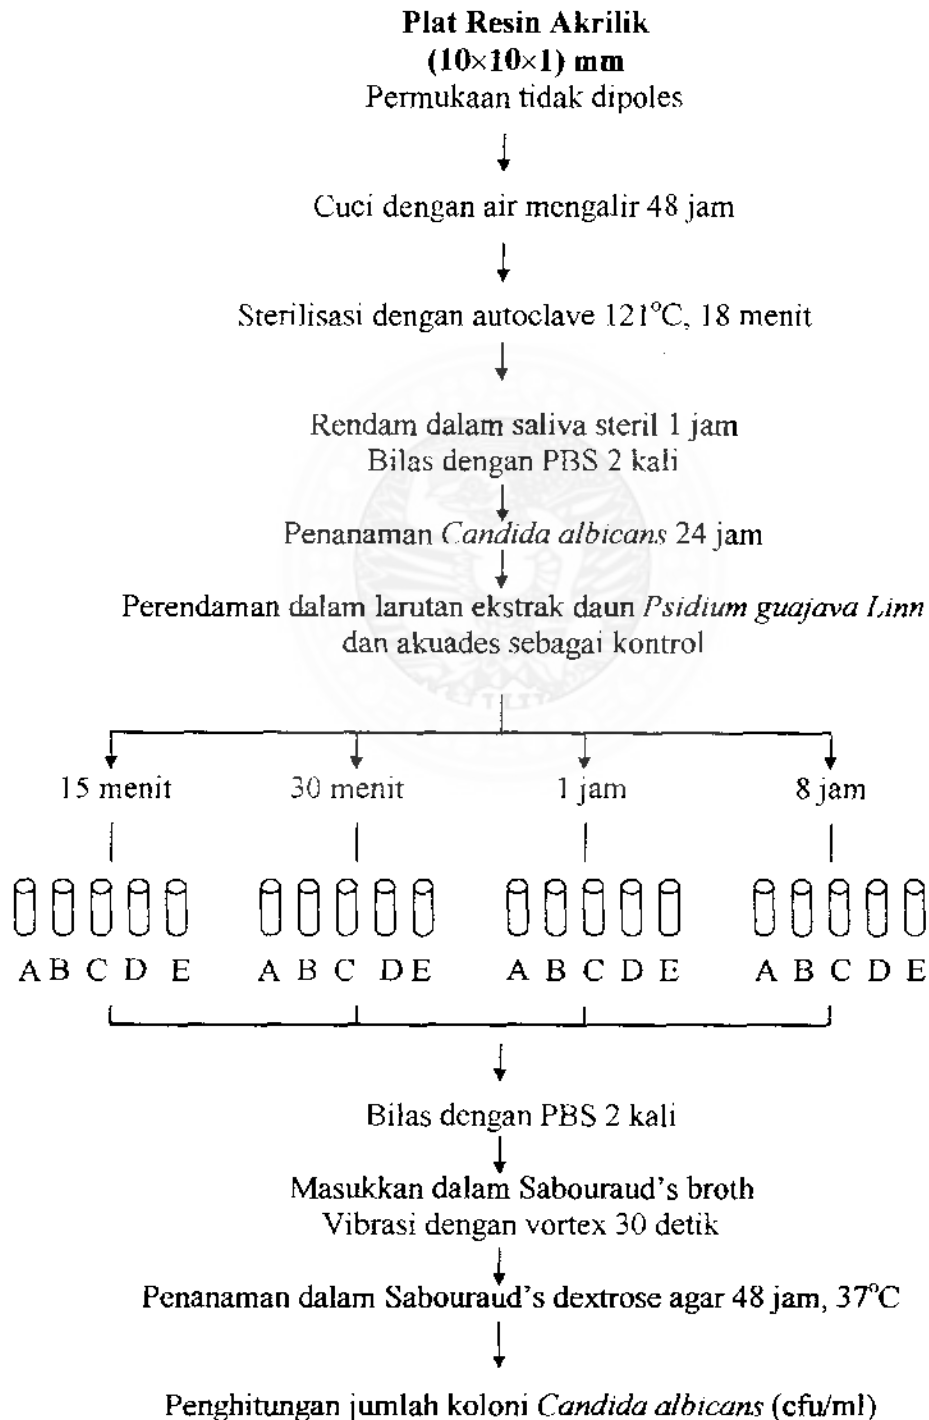 Plat Resin Akrilik
(10×10×1) mm
Permukaan tidak dipoles
Cuci dengan air mengalir 48 jam
Sterilisasi dengan autoclave 121°C, 18 menit
Rendam dalam saliva steril 1 jam
Bilas dengan PBS 2 kali
Penanaman Candida albicans 24 jam
Perendaman dalam larutan ekstrak daun Psidium guajava Linn
dan akuades sebagai kontrol
15 menit 30 menit 1 jam 8 jam
A B C D E A B C D E A B C D E A B C D E
Bilas dengan PBS 2 kali
Masukkan dalam Sabouraud's broth
Vibrasi dengan vortex 30 detik
Penanaman dalam Sabouraud's dextrose agar 48 jam, 37°C
Penghitungan jumlah koloni Candida albicans (cfu/ml)